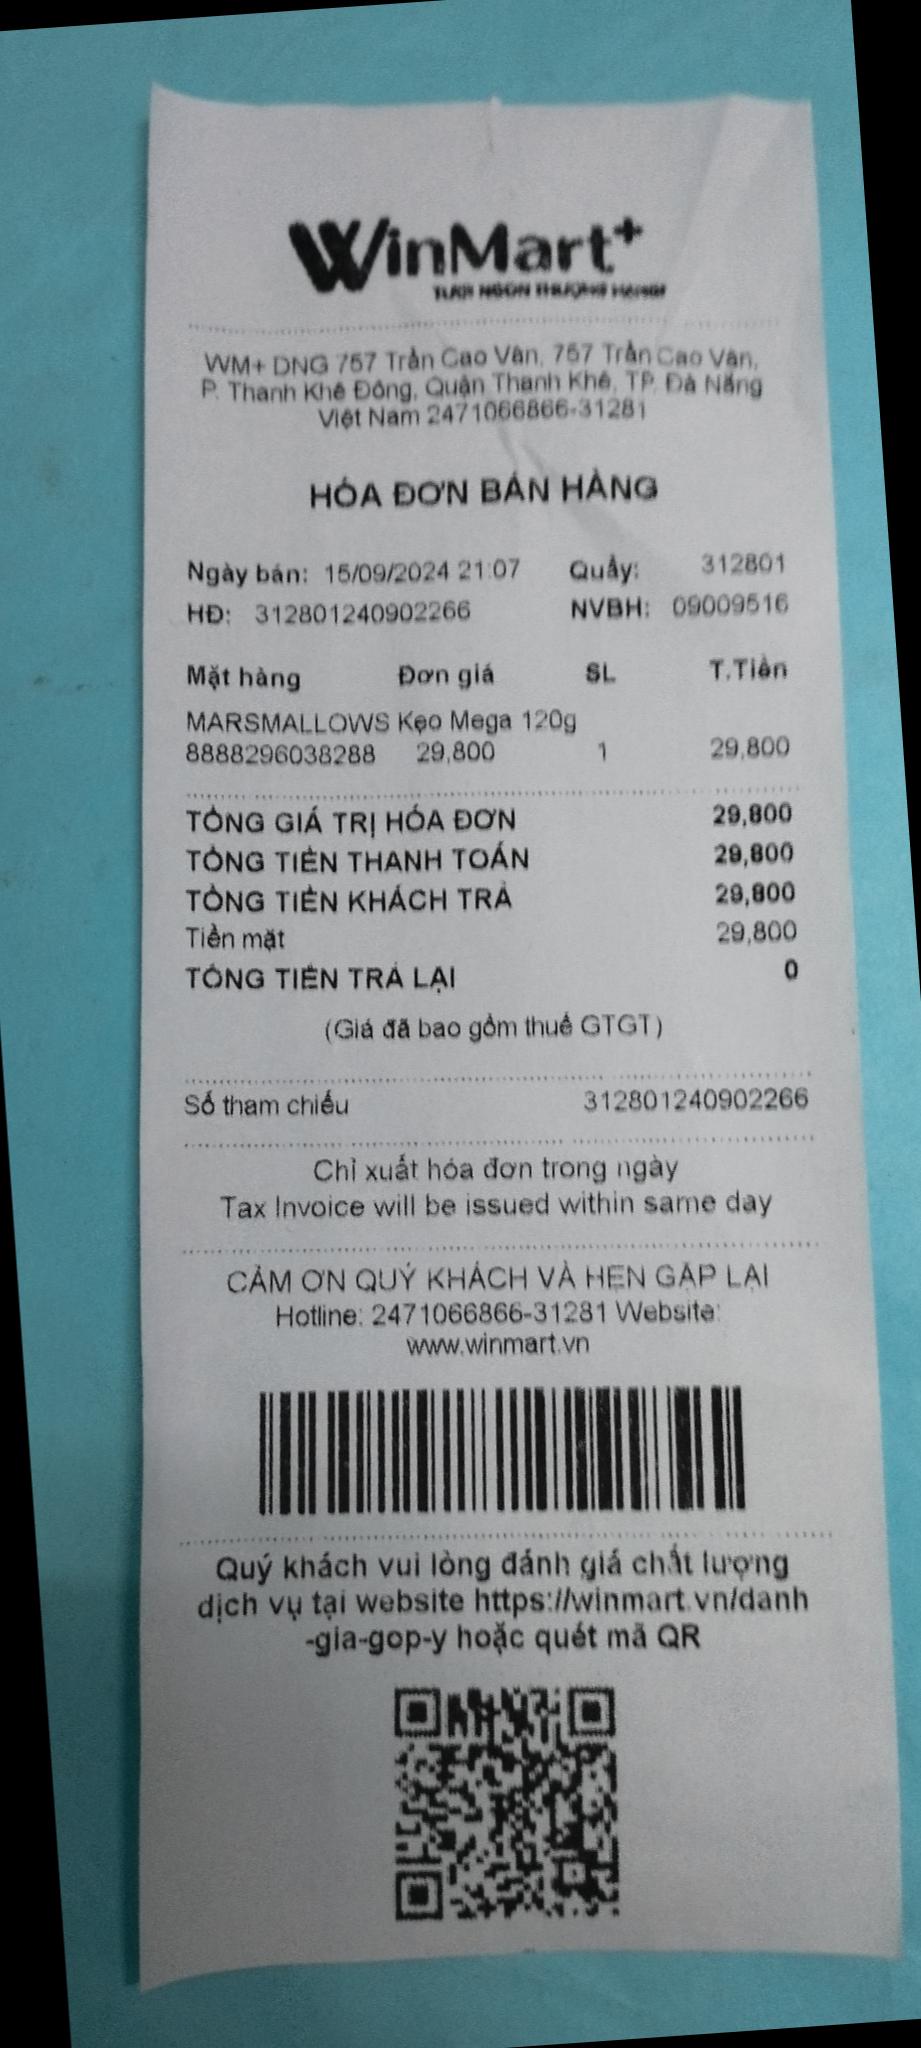 WinMart+
TƯƠI NGON THƯỢNG HẠNG!
WM+ DNG 757 Trần Cao Vân, 757 Trần Cao Vân,
P. Thanh Khê Đông, Quận Thanh Khê, TP. Đà Nẵng
Việt Nam 2471066866-31281
HÓA ĐƠN BÁN HÀNG
Ngày bán: 15/09/2024 21:07 Quầy: 312801
HĐ: 312801240902266 NVBH: 09009516
Mặt hàng Đơn giá SL T.Tiền
MARSMALLOWS Kẹo Mega 120g
8888296038288 29,800 1 29,800
TỔNG GIÁ TRỊ HÓA ĐƠN 29,800
TỔNG TIỀN THANH TOÁN 29,800
TỔNG TIỀN KHÁCH TRẢ 29,800
Tiền mặt 29,800
TỔNG TIỀN TRẢ LẠI 0
(Giá đã bao gồm thuế GTGT)
Số tham chiếu 312801240902266
Chỉ xuất hóa đơn trong ngày
Tax Invoice will be issued within same day
CẢM ƠN QUÝ KHÁCH VÀ HẸN GẶP LẠI
Hotline: 2471066866-31281 Website:
www.winmart.vn
Quý khách vui lòng đánh giá chất lượng
dịch vụ tại website https://winmart.vn/danh
-gia-gop-y hoặc quét mã QR